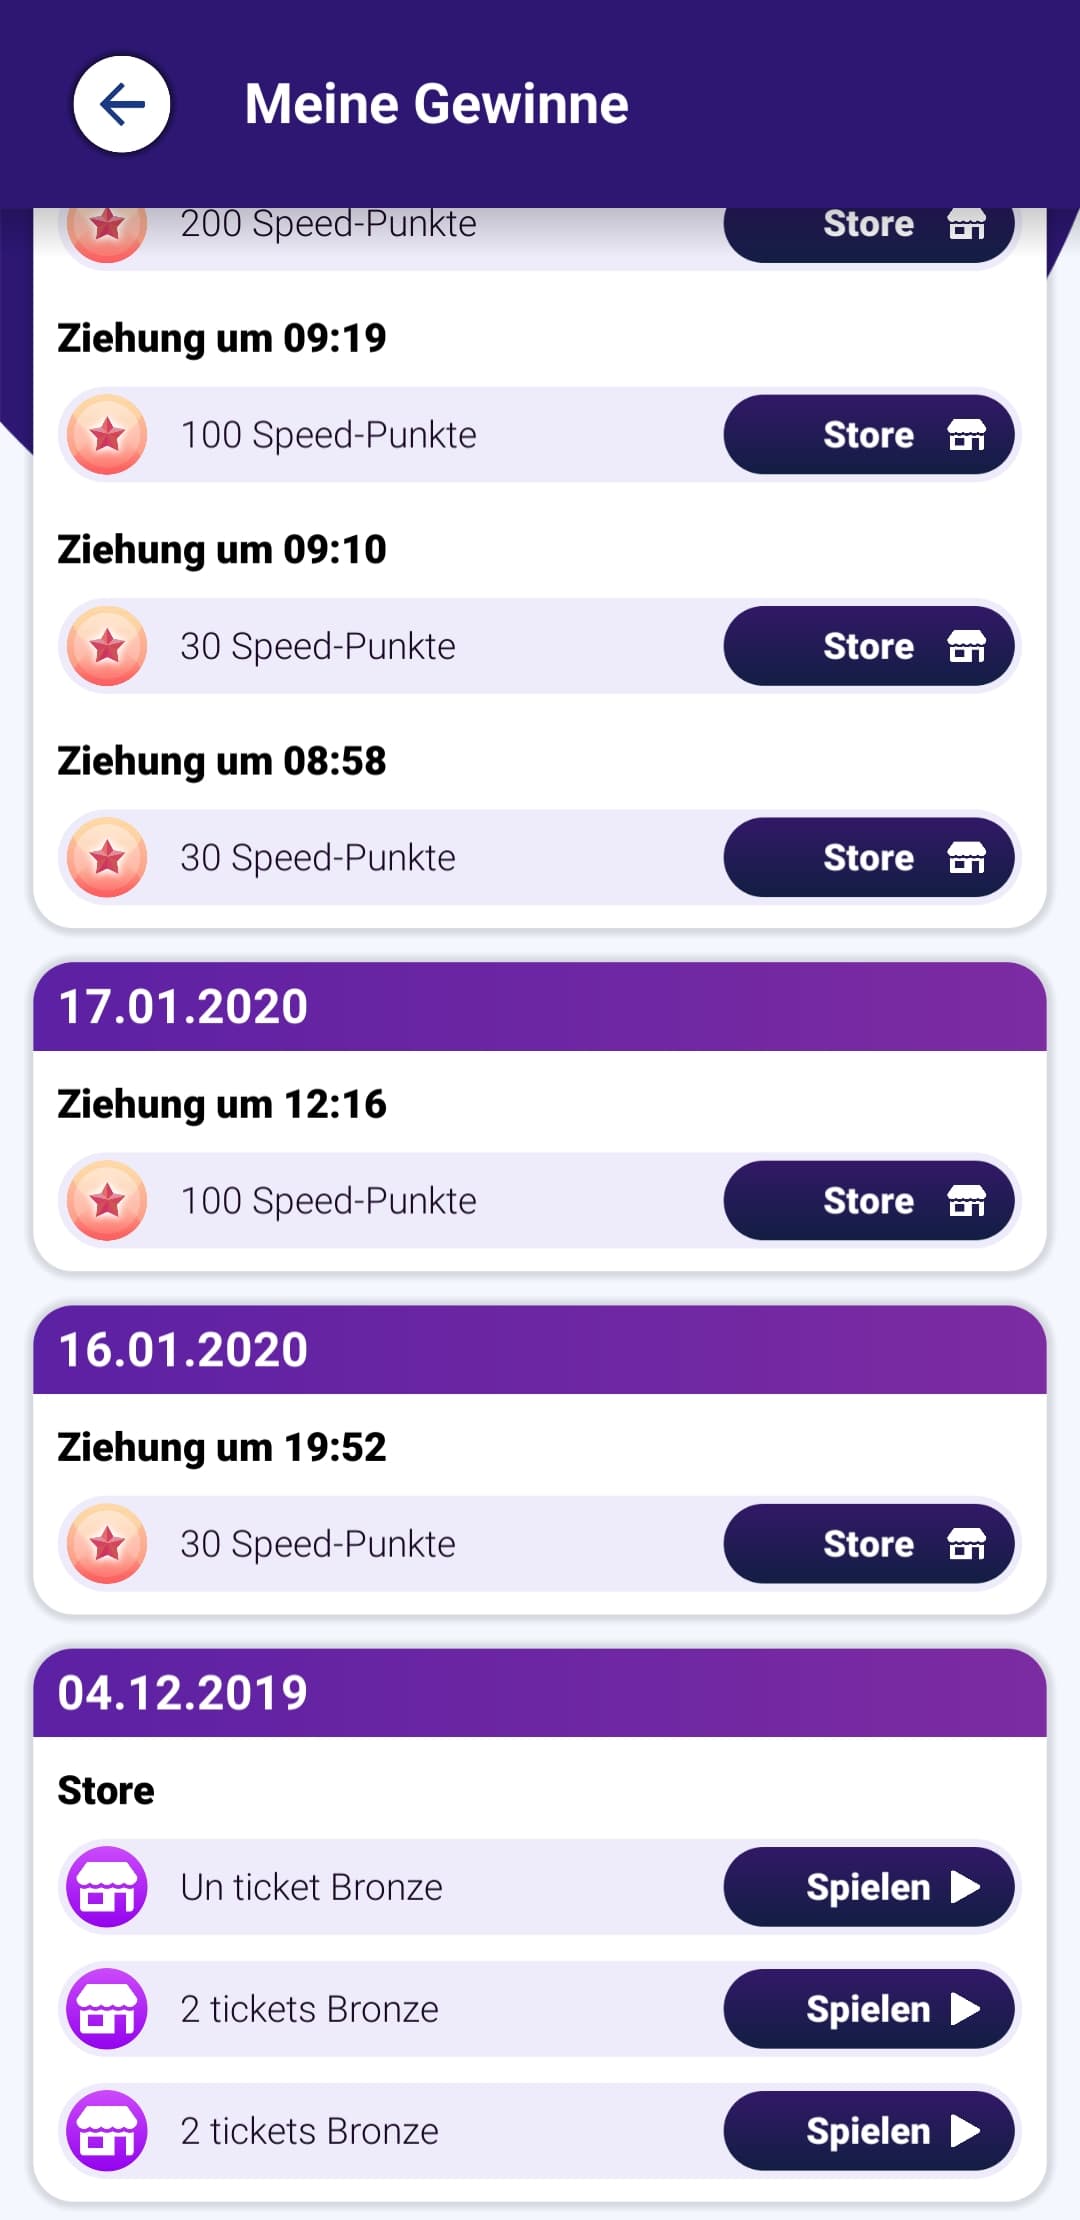 Meine Gewinne
200 Speed-Punkte Store
Ziehung um 09:19
100 Speed-Punkte Store
Ziehung um 09:10
30 Speed-Punkte Store
Ziehung um 08:58
30 Speed-Punkte Store
17.01.2020
Ziehung um 12:16
100 Speed-Punkte Store
16.01.2020
Ziehung um 19:52
30 Speed-Punkte Store
04.12.2019
Store
Un ticket Bronze Spielen
2 tickets Bronze Spielen
2 tickets Bronze Spielen